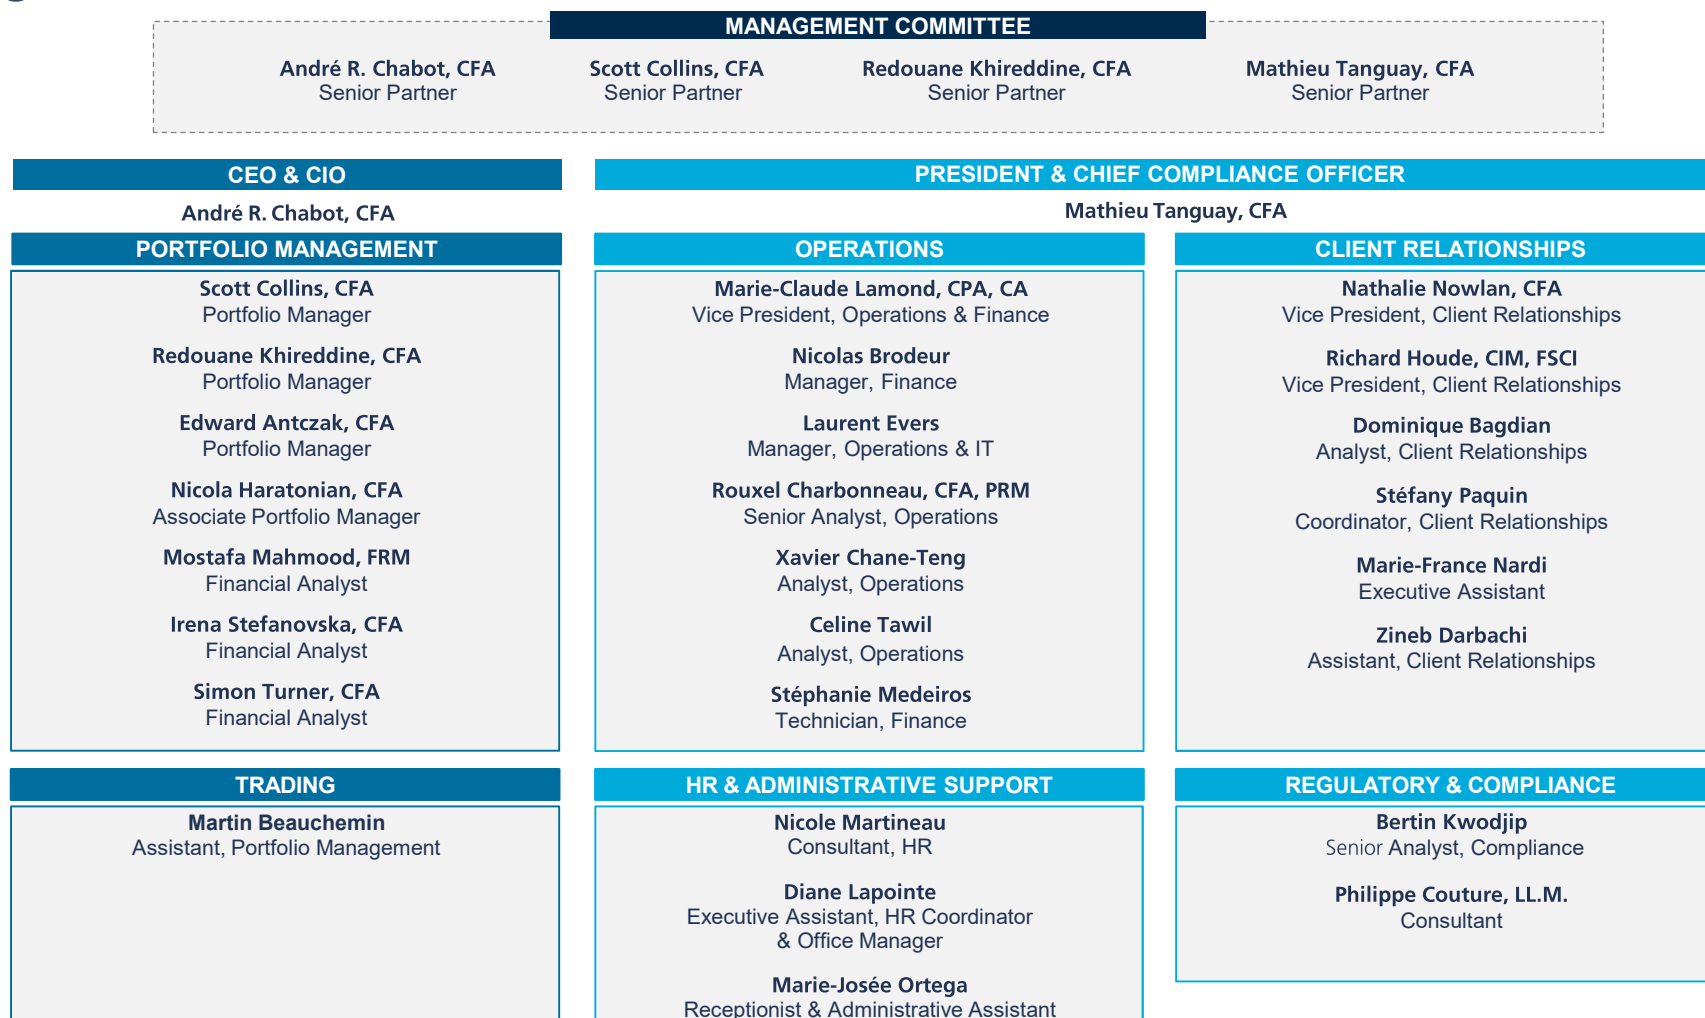 MANAGEMENT COMMITTEE
André R. Chabot, CFA
Senior Partner
Scott Collins, CFA
Senior Partner
Redouane Khireddine, CFA
Senior Partner
Mathieu Tanguay, CFA
Senior Partner
CEO & CIO
André R. Chabot, CFA
PORTFOLIO MANAGEMENT
Scott Collins, CFA
Portfolio Manager
Redouane Khireddine, CFA
Portfolio Manager
Edward Antczak, CFA
Portfolio Manager
Nicola Haratonian, CFA
Associate Portfolio Manager
Mostafa Mahmood, FRM
Financial Analyst
Irena Stefanovska, CFA
Financial Analyst
Simon Turner, CFA
Financial Analyst
TRADING
Martin Beauchemin
Assistant, Portfolio Management
PRESIDENT & CHIEF COMPLIANCE OFFICER
Mathieu Tanguay, CFA
OPERATIONS
Marie-Claude Lamond, CPA, CA
Vice President, Operations & Finance
Nicolas Brodeur
Manager, Finance
Laurent Evers
Manager, Operations & IT
Rouxel Charbonneau, CFA, PRM
Senior Analyst, Operations
Xavier Chane-Teng
Analyst, Operations
Celine Tawil
Analyst, Operations
Stéphanie Medeiros
Technician, Finance
HR & ADMINISTRATIVE SUPPORT
Nicole Martineau
Consultant, HR
Diane Lapointe
Executive Assistant, HR Coordinator
& Office Manager
Marie-Josée Ortega
Receptionist & Administrative Assistant
CLIENT RELATIONSHIPS
Nathalie Nowlan, CFA
Vice President, Client Relationships
Richard Houde, CIM, FSCI
Vice President, Client Relationships
Dominique Bagdian
Analyst, Client Relationships
Stéfany Paquin
Coordinator, Client Relationships
Marie-France Nardi
Executive Assistant
Zineb Darbachi
Assistant, Client Relationships
REGULATORY & COMPLIANCE
Bertin Kwodjip
Senior Analyst, Compliance
Philippe Couture, LL.M.
Consultant